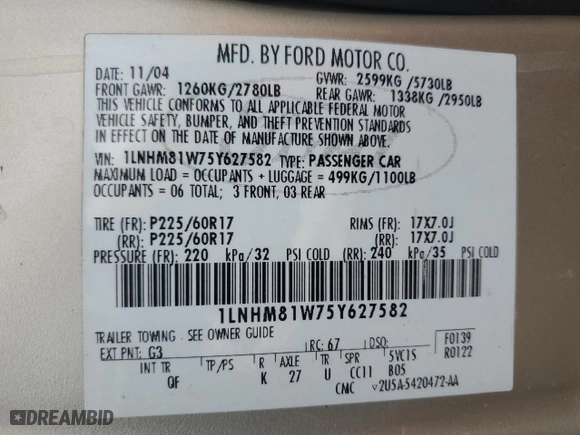 MFD. BY FORD MOTOR CO.
DATE: 11/04 GVWR: 2599KG /5730LB
FRONT GAWR: 1260KG/2780LB REAR GAWR: 1338KG/2950LB
THIS VEHICLE CONFORMS TO ALL APPLICABLE FEDERAL MOTOR
VEHICLE SAFETY, BUMPER, AND THEFT PREVENTION STANDARDS
IN EFFECT ON THE DATE OF MANUFACTURE SHOWN ABOVE.
VIN: 1LNHM81W75Y627582 TYPE: PASSENGER CAR
MAXIMUM LOAD = OCCUPANTS + LUGGAGE = 499KG/1100LB
OCCUPANTS = 06 TOTAL; 3 FRONT, 03 REAR
TIRE (FR): P225/60R17 RIMS (FR): 17X7.0J
(RR): P225/60R17 (RR): 17X7.0J
PRESSURE (FR): 220 kPa/32 PSI COLD (RR): 240 kPa/35 PSI COLD
1LNHM81W75Y627582
TRAILER TOWING - SEE OWNER GUIDE
EXT PNT: G3 RC: 67 DSO: F0139
R0122
INT TR TP/PS R AXLE TR SPR 5VC1S
QF K 27 U CC11 B05
CMC V2U5A-5420472-AA
DREAMBID